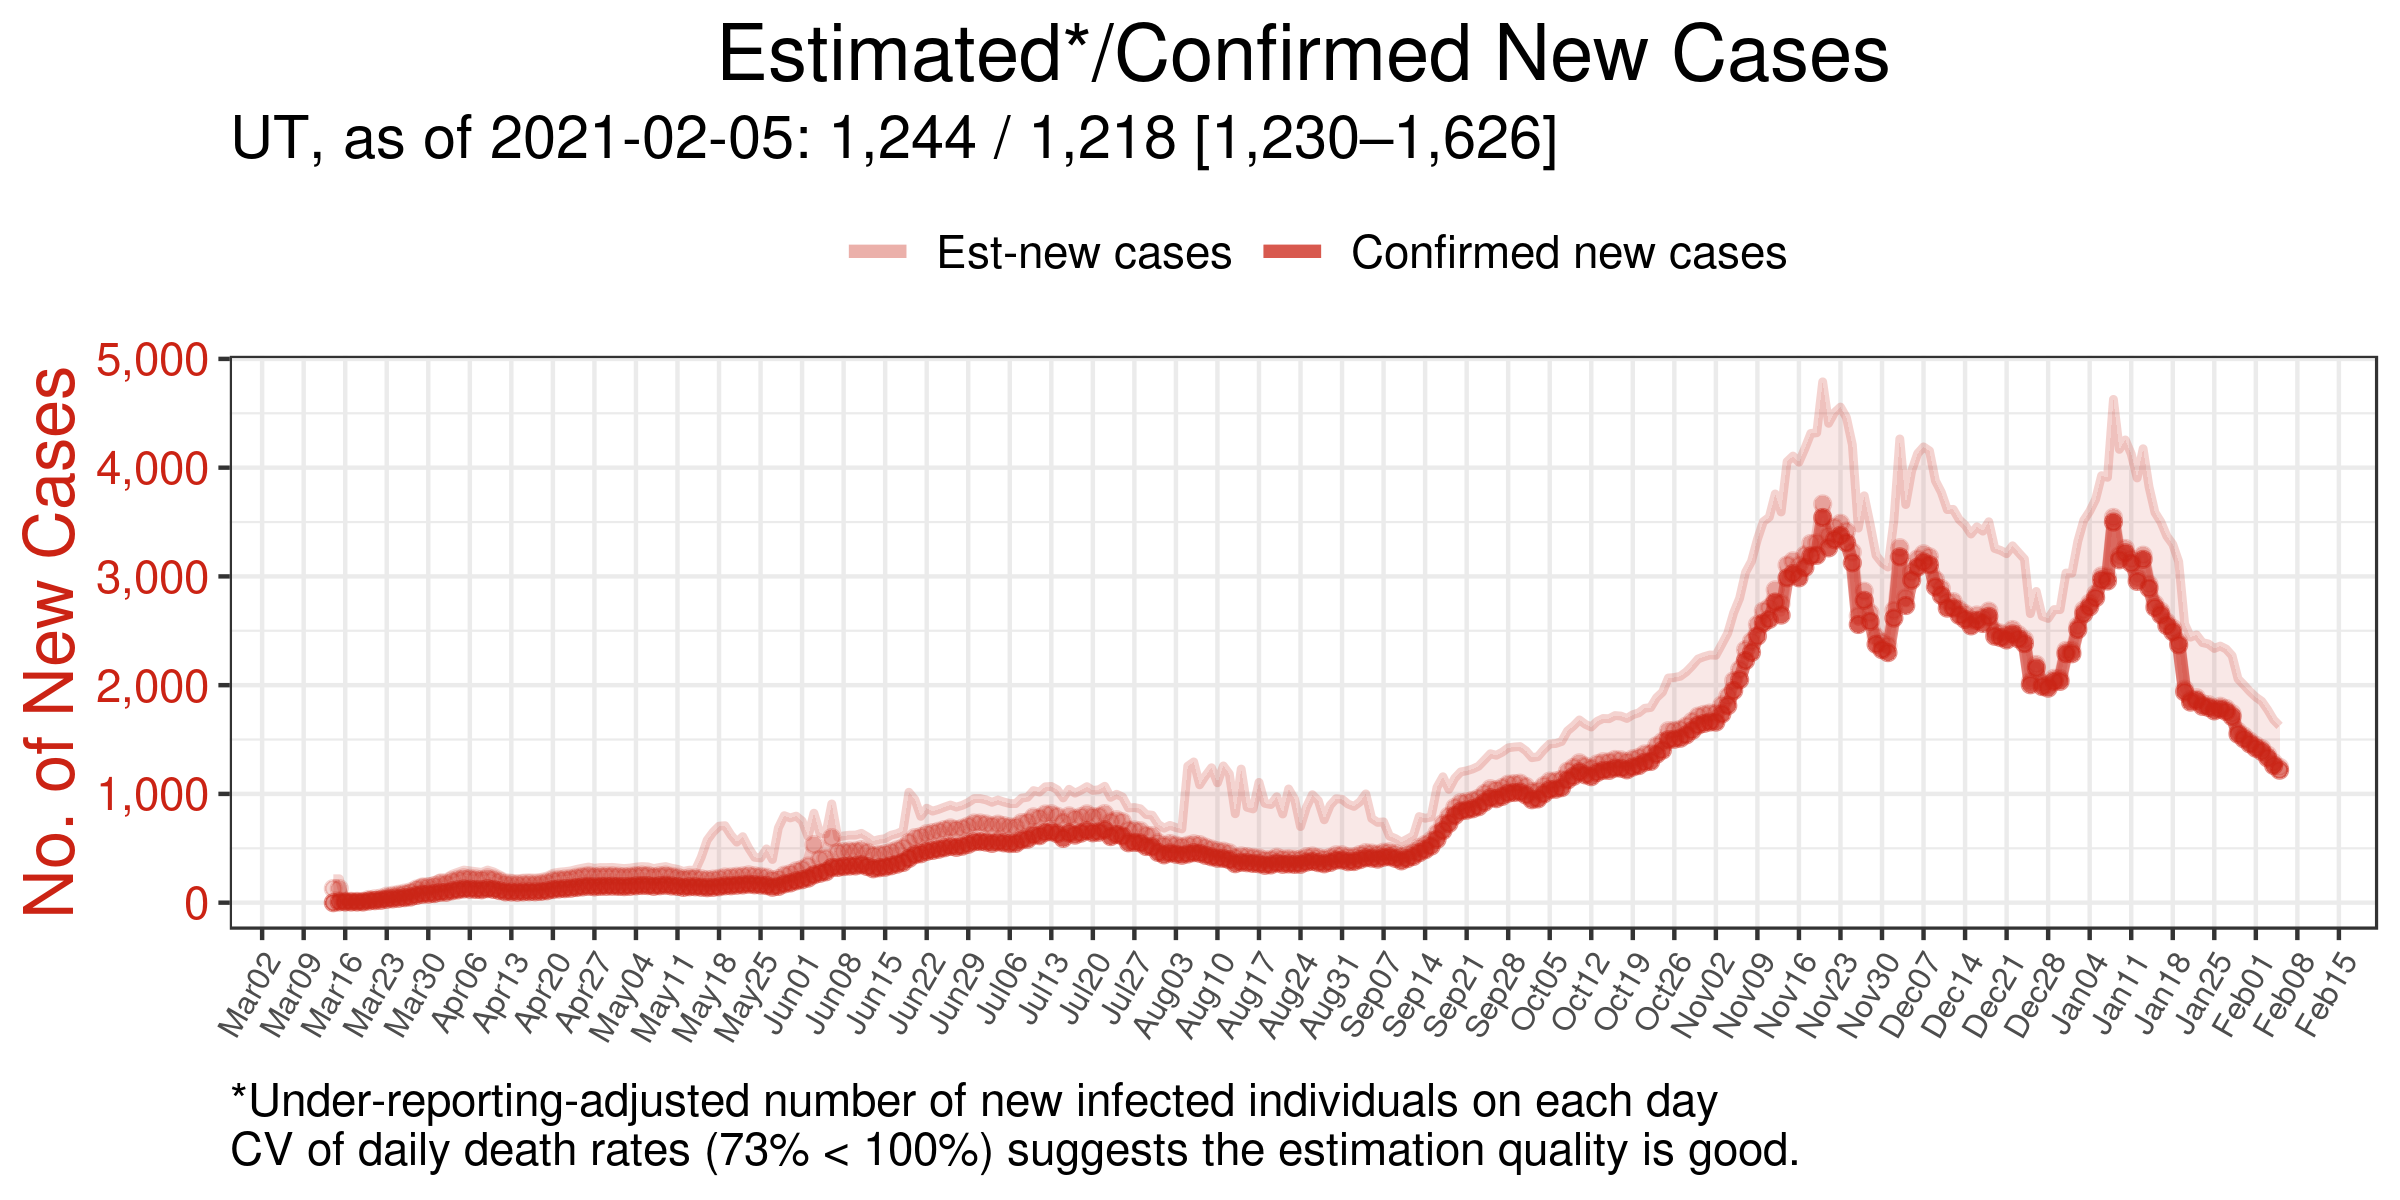 Estimated*/Confirmed New Cases
UT, as of 2021-02-05: 1,244 / 1,218 [1,230–1,626]
Est-new cases Confirmed new cases
No. of New Cases
5,000
4,000
3,000
2,000
1,000
0
Mar02 Mar09 Mar16 Mar23 Mar30 Apr06 Apr13 Apr20 Apr27 May04 May11 May18 May25 Jun01 Jun08 Jun15 Jun22 Jun29 Jul06 Jul13 Jul20 Jul27 Aug03 Aug10 Aug17 Aug24 Aug31 Sep07 Sep14 Sep21 Sep28 Oct05 Oct12 Oct19 Oct26 Nov02 Nov09 Nov16 Nov23 Nov30 Dec07 Dec14 Dec21 Dec28 Jan04 Jan11 Jan18 Jan25 Feb01 Feb08 Feb15
*Under-reporting-adjusted number of new infected individuals on each day
CV of daily death rates (73% < 100%) suggests the estimation quality is good.